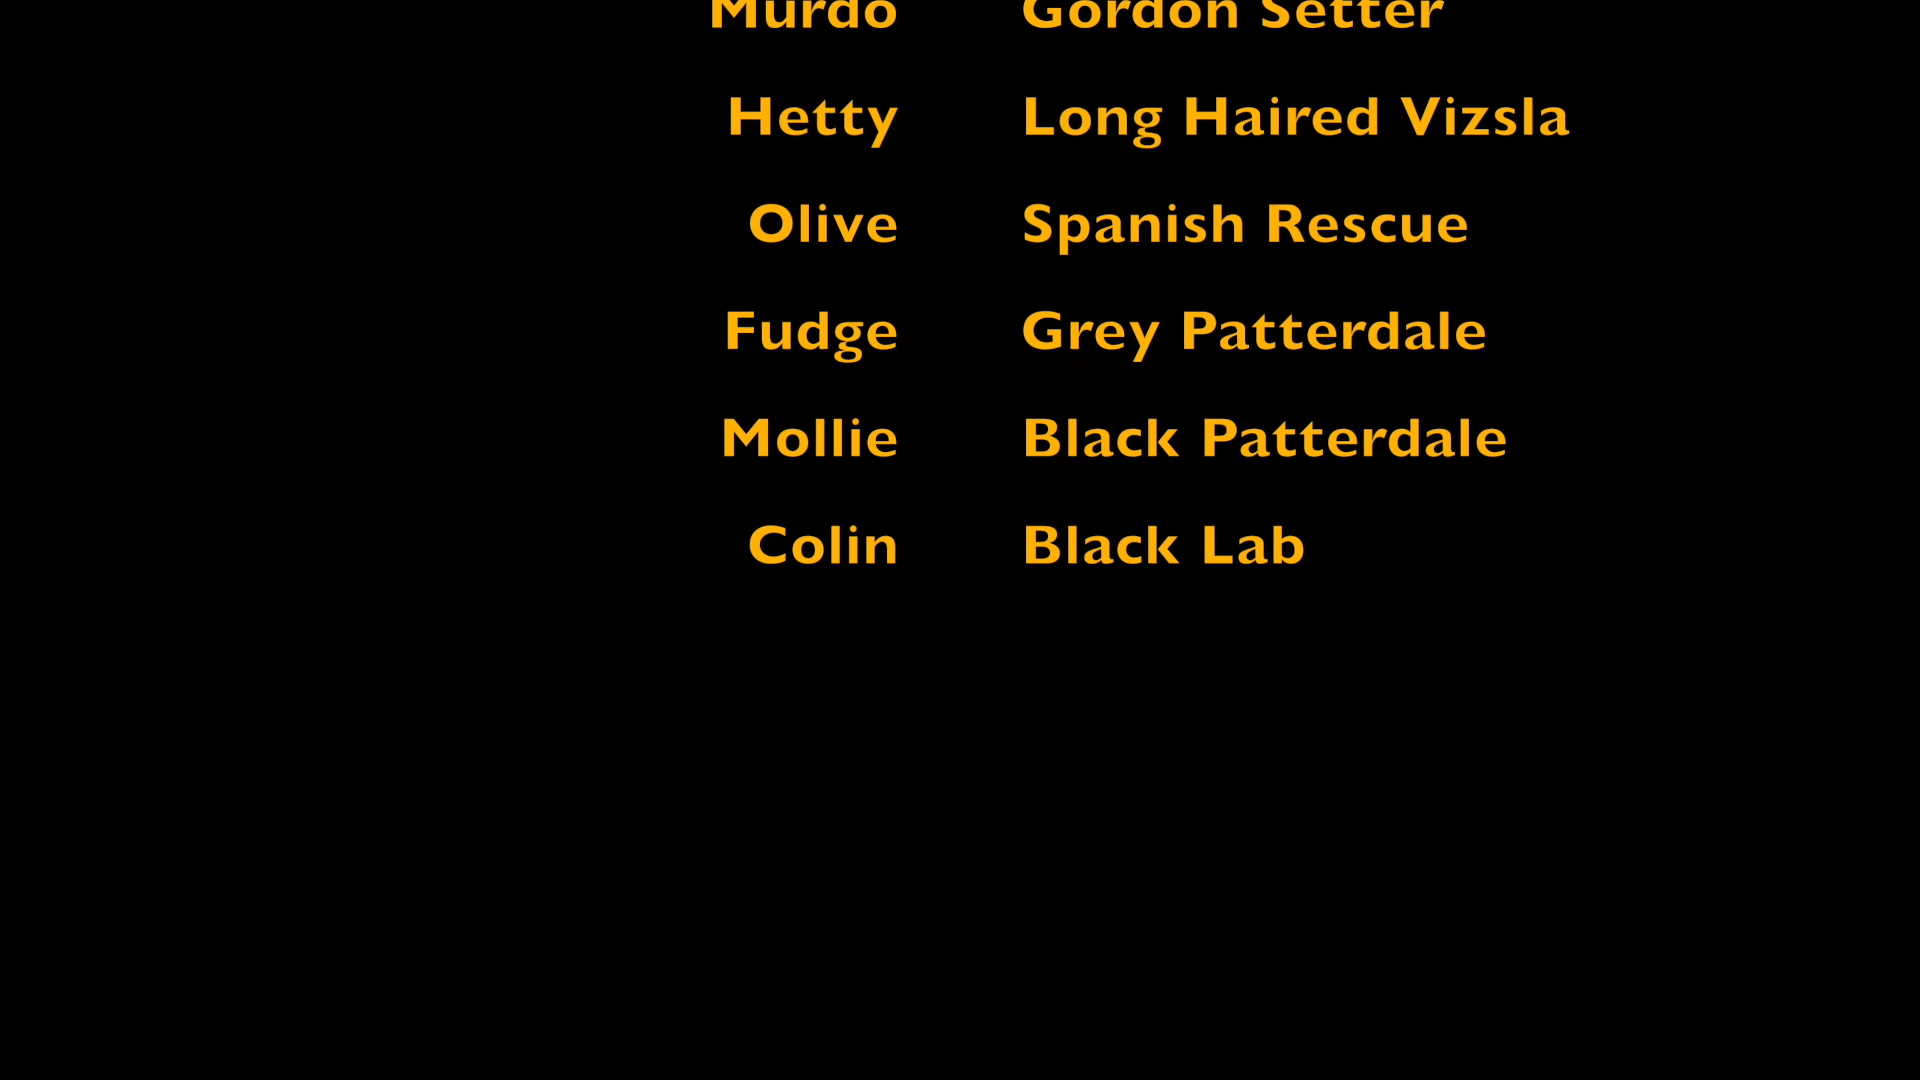 Murdo Gordon Setter
Hetty Long Haired Vizsla
Olive Spanish Rescue
Fudge Grey Patterdale
Mollie Black Patterdale
Colin Black Lab